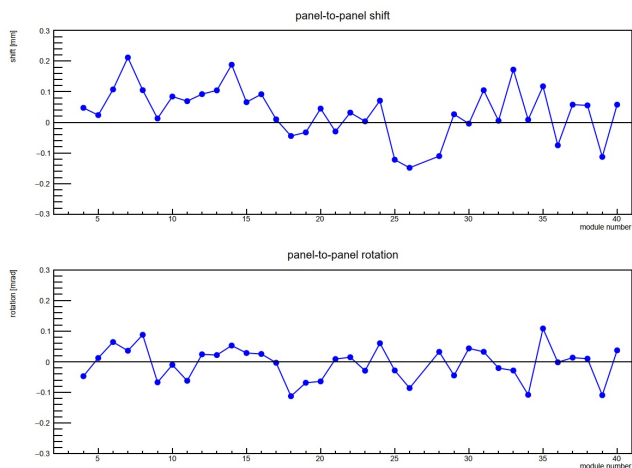 panel-to-panel shift
shift [mm]
0.3
0.2
0.1
0
−0.1
−0.2
−0.3
5 10 15 20 25 30 35 40
module number
panel-to-panel rotation
rotation [mrad]
0.3
0.2
0.1
0
−0.1
−0.2
−0.3
5 10 15 20 25 30 35 40
module number